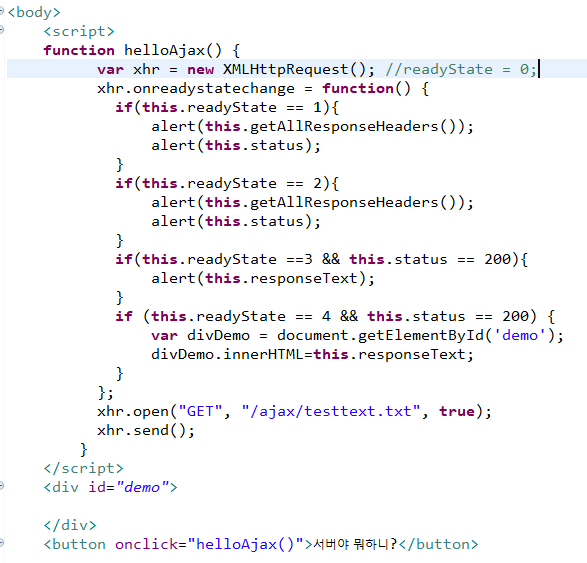 <body>
<script>
function helloAjax() {
var xhr = new XMLHttpRequest(); //readyState = 0;
xhr.onreadystatechange = function() {
if(this.readyState == 1){
alert(this.getAllResponseHeaders());
alert(this.status);
}
if(this.readyState == 2){
alert(this.getAllResponseHeaders());
alert(this.status);
}
if(this.readyState ==3 && this.status == 200){
alert(this.responseText);
}
if (this.readyState == 4 && this.status == 200) {
var divDemo = document.getElementById('demo');
divDemo.innerHTML=this.responseText;
}
};
xhr.open("GET", "/ajax/testtext.txt", true);
xhr.send();
}
</script>
<div id="demo">
</div>
<button onclick="helloAjax()">서버야 뭐하니?</button>